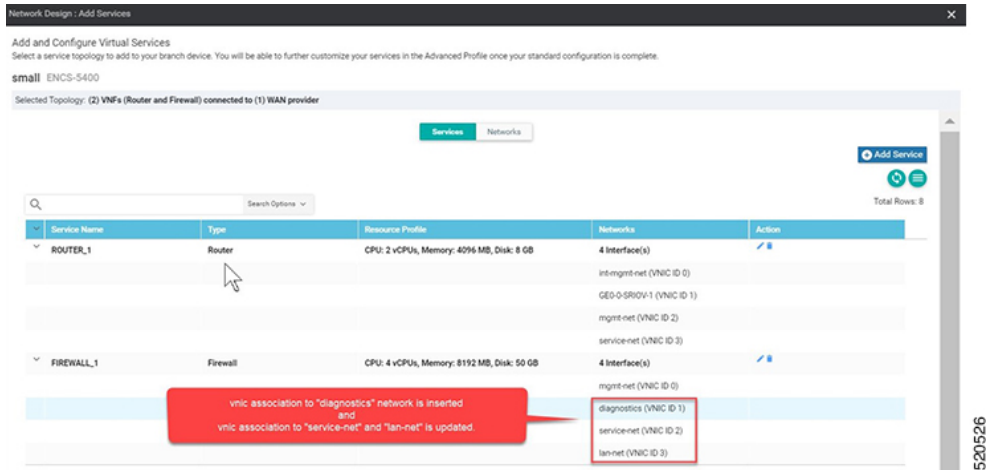 Network Design : Add Services
Add and Configure Virtual Services
Select a service topology to add to your branch device. You will be able to further customize your services in the Advanced Profile once your standard configuration is complete.
small ENCS-5400
Selected Topology: (2) VNFs (Router and Firewall) connected to (1) WAN provider
Services Networks
Add Service
Search Options
Total Rows: 8
Service Name Type Resource Profile Networks Action
ROUTER_1 Router CPU: 2 vCPUs, Memory: 4096 MB, Disk: 8 GB 4 Interface(s)
int-mgmt-net (VNIC ID 0)
GE0-0-SRIOV-1 (VNIC ID 1)
mgmt-net (VNIC ID 2)
service-net (VNIC ID 3)
FIREWALL_1 Firewall CPU: 4 vCPUs, Memory: 8192 MB, Disk: 50 GB 4 Interface(s)
mgmt-net (VNIC ID 0)
vnic association to "diagnostics" network is inserted
and
vnic association to "service-net" and "lan-net" is updated.
diagnostics (VNIC ID 1)
service-net (VNIC ID 2)
lan-net (VNIC ID 3)
520526